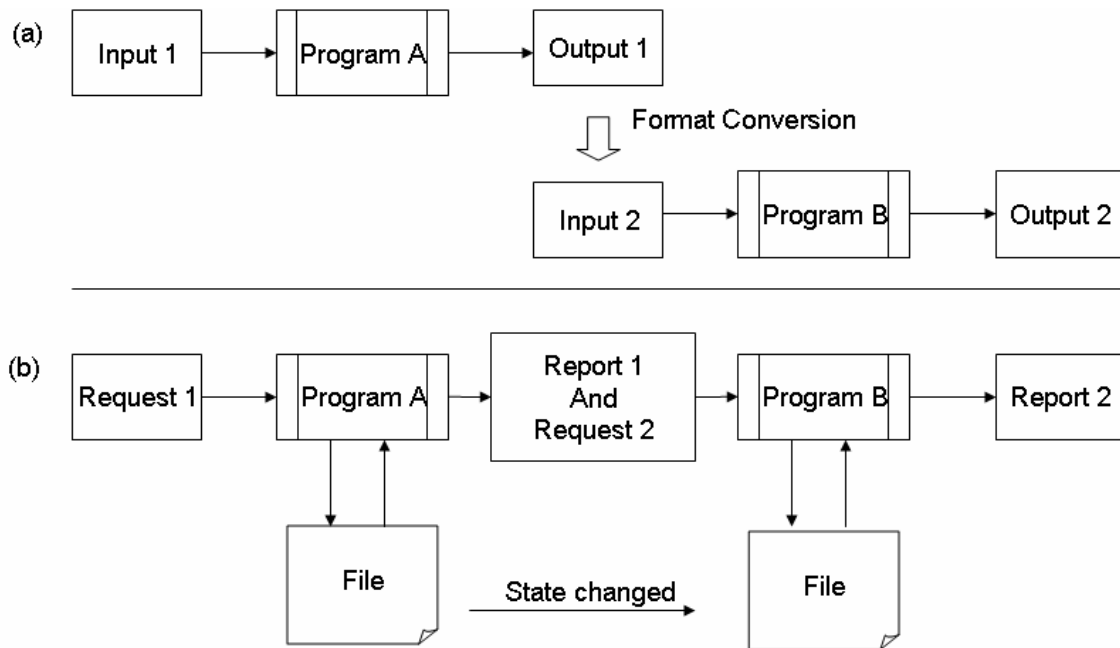 (a)
Input 1
Program A
Output 1
Format Conversion
Input 2
Program B
Output 2
(b)
Request 1
Program A
Report 1
And
Request 2
Program B
Report 2
File
State changed
File